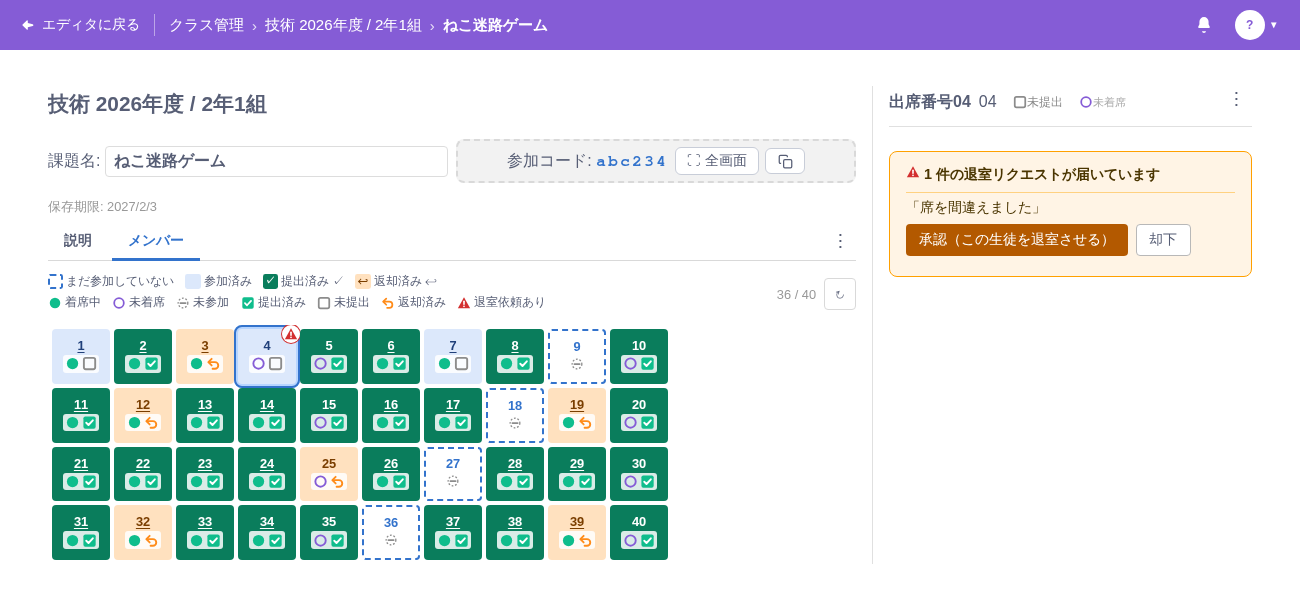 エディタに戻る クラス管理 › 技術 2026年度 / 2年1組 › ねこ迷路ゲーム ?
技術 2026年度 / 2年1組
課題名: ねこ迷路ゲーム 参加コード: abc234 全画面
保存期限: 2027/2/3
説明 メンバー
まだ参加していない 参加済み 提出済み 返却済み
着席中 未着席 未参加 提出済み 未提出 返却済み 退室依頼あり
36 / 40
1 2 3 4 5 6 7 8 9 10
11 12 13 14 15 16 17 18 19 20
21 22 23 24 25 26 27 28 29 30
31 32 33 34 35 36 37 38 39 40
出席番号04 04 未提出 未着席
1 件の退室リクエストが届いています
「席を間違えました」
承認（この生徒を退室させる） 却下